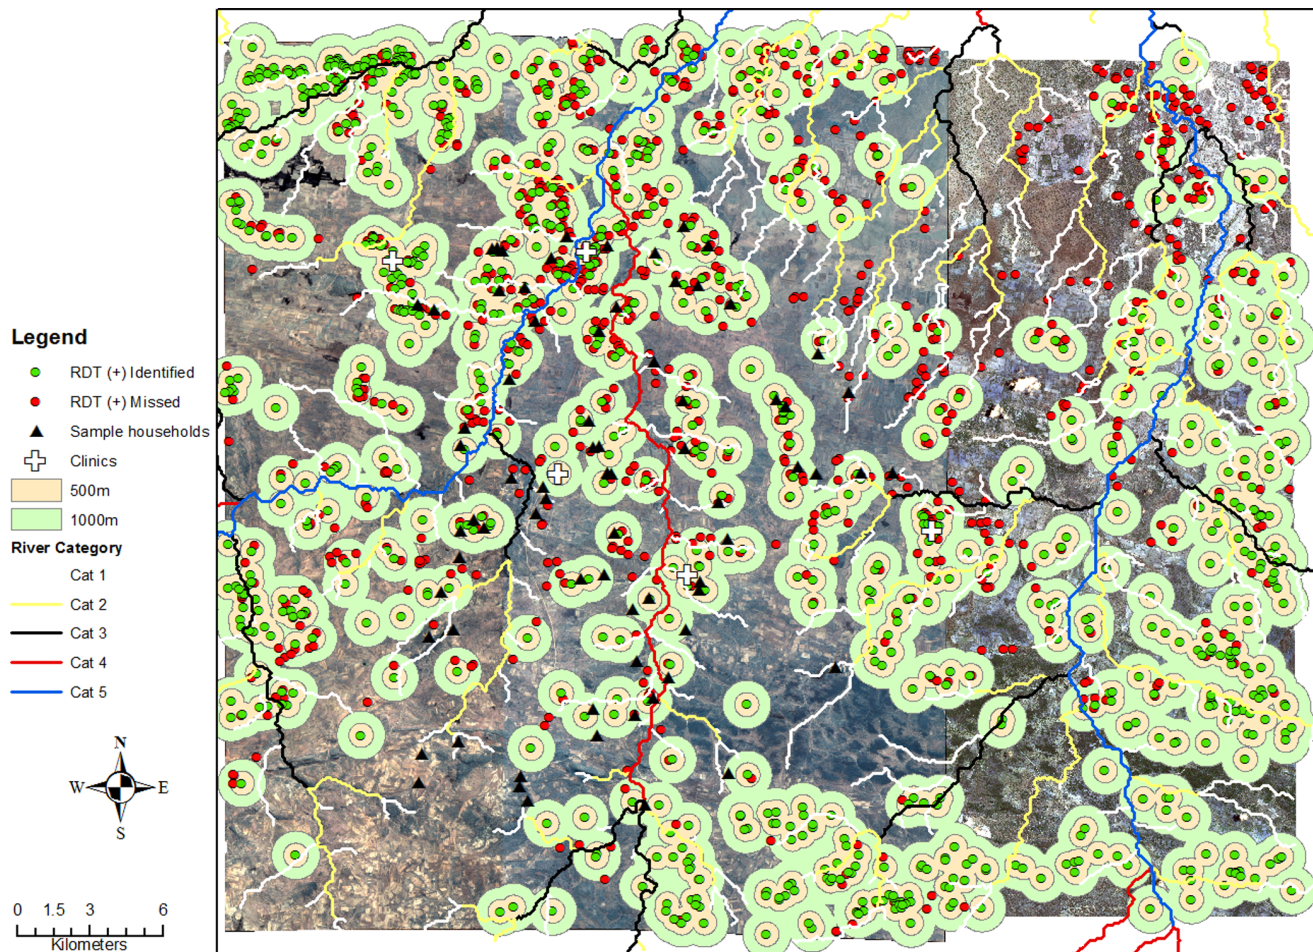 Legend
RDT (+) Identified
RDT (+) Missed
Sample households
Clinics
500m
1000m
River Category
Cat 1
Cat 2
Cat 3
Cat 4
Cat 5
N
W E
S
0 1.5 3 6
Kilometers